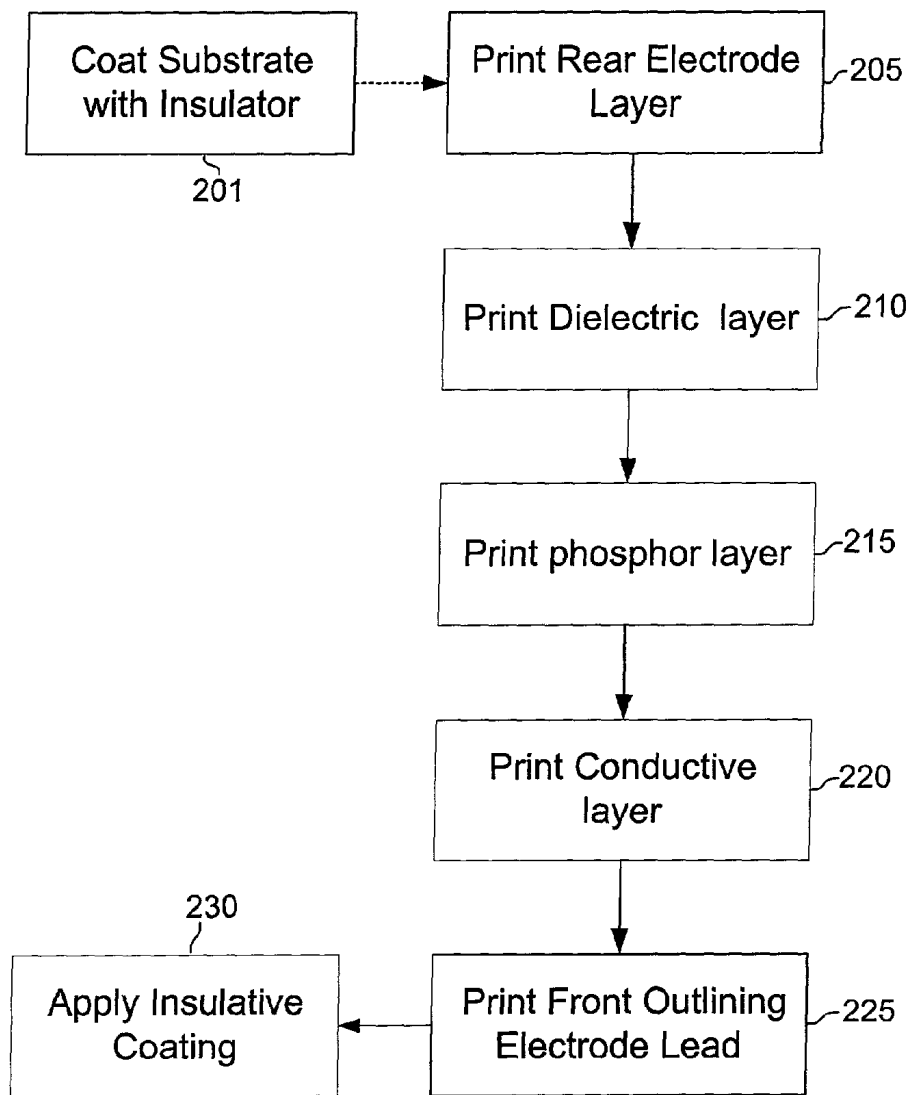 Coat Substrate
with Insulator
201
Print Rear Electrode
Layer
205
Print Dielectric layer
210
Print phosphor layer
215
Print Conductive
layer
220
Print Front Outlining
Electrode Lead
225
230
Apply Insulative
Coating